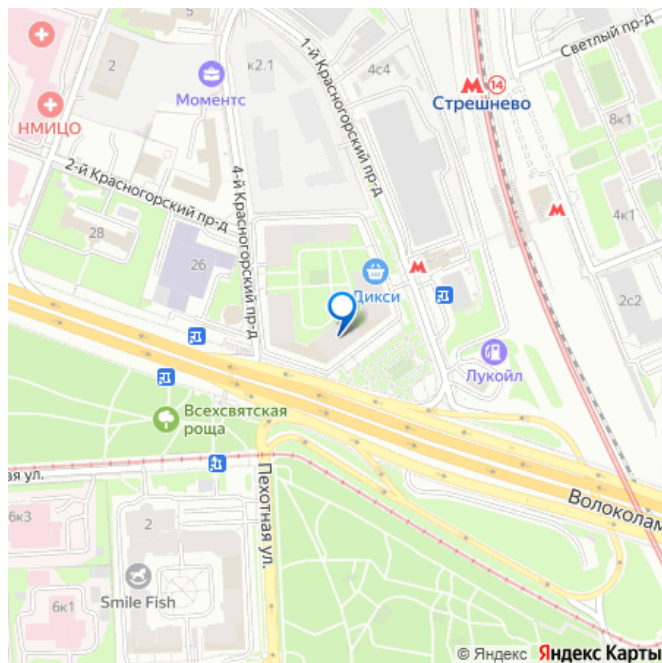 5
2
к2.1
Моментс
НМИЦО
4с4
1-й Красногорский пр-д
Светлый пр-д
14
Стрешнево
8к1
2-й Красногорский пр-д
4-й Красногорский пр-д
4к1
28
26
Дикси
2с2
Лукойл
Всехсвятская
роща
ая ул.
Пехотная ул.
Волоколам
6к3
2
Smile Fish
6к1
© Яндекс Яндекс Карты